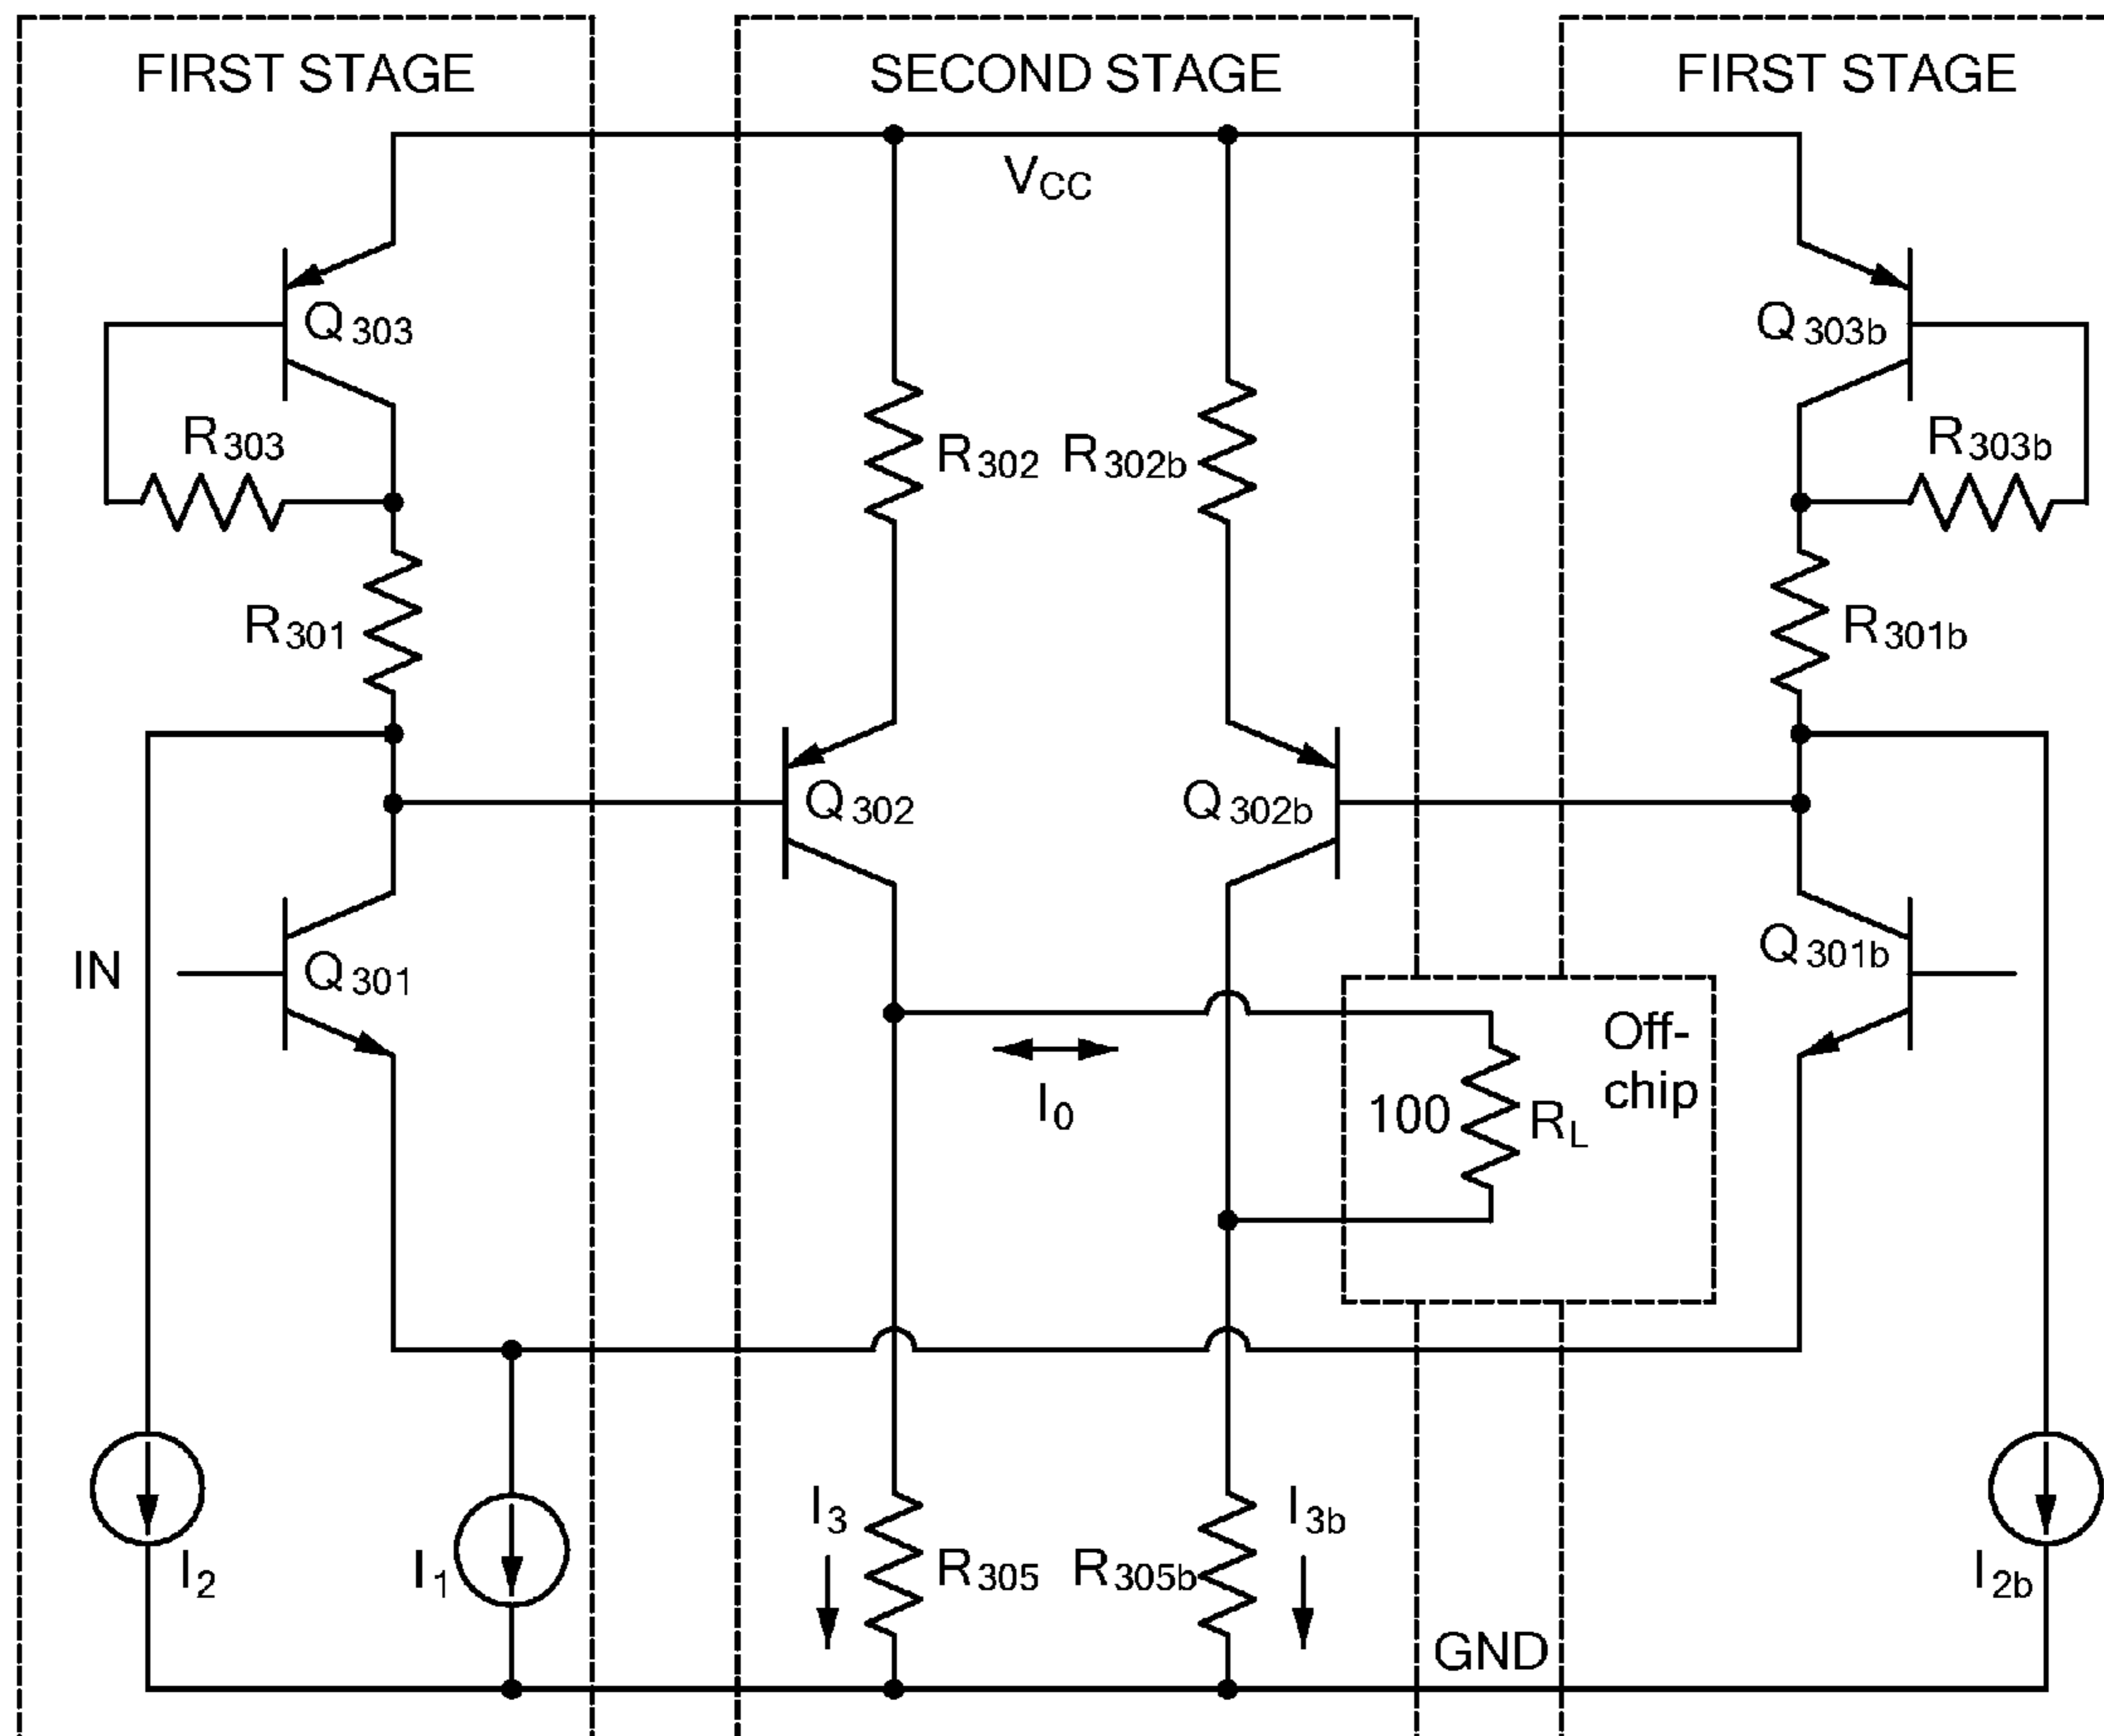 FIRST STAGE
SECOND STAGE
FIRST STAGE
VCC
Q303
Q303b
R303
R303b
R302
R302b
R301
R301b
Q302
Q302b
IN
Q301
Q301b
Off-
chip
I0
100
RL
I3
I3b
I2
I1
R305
R305b
I2b
GND